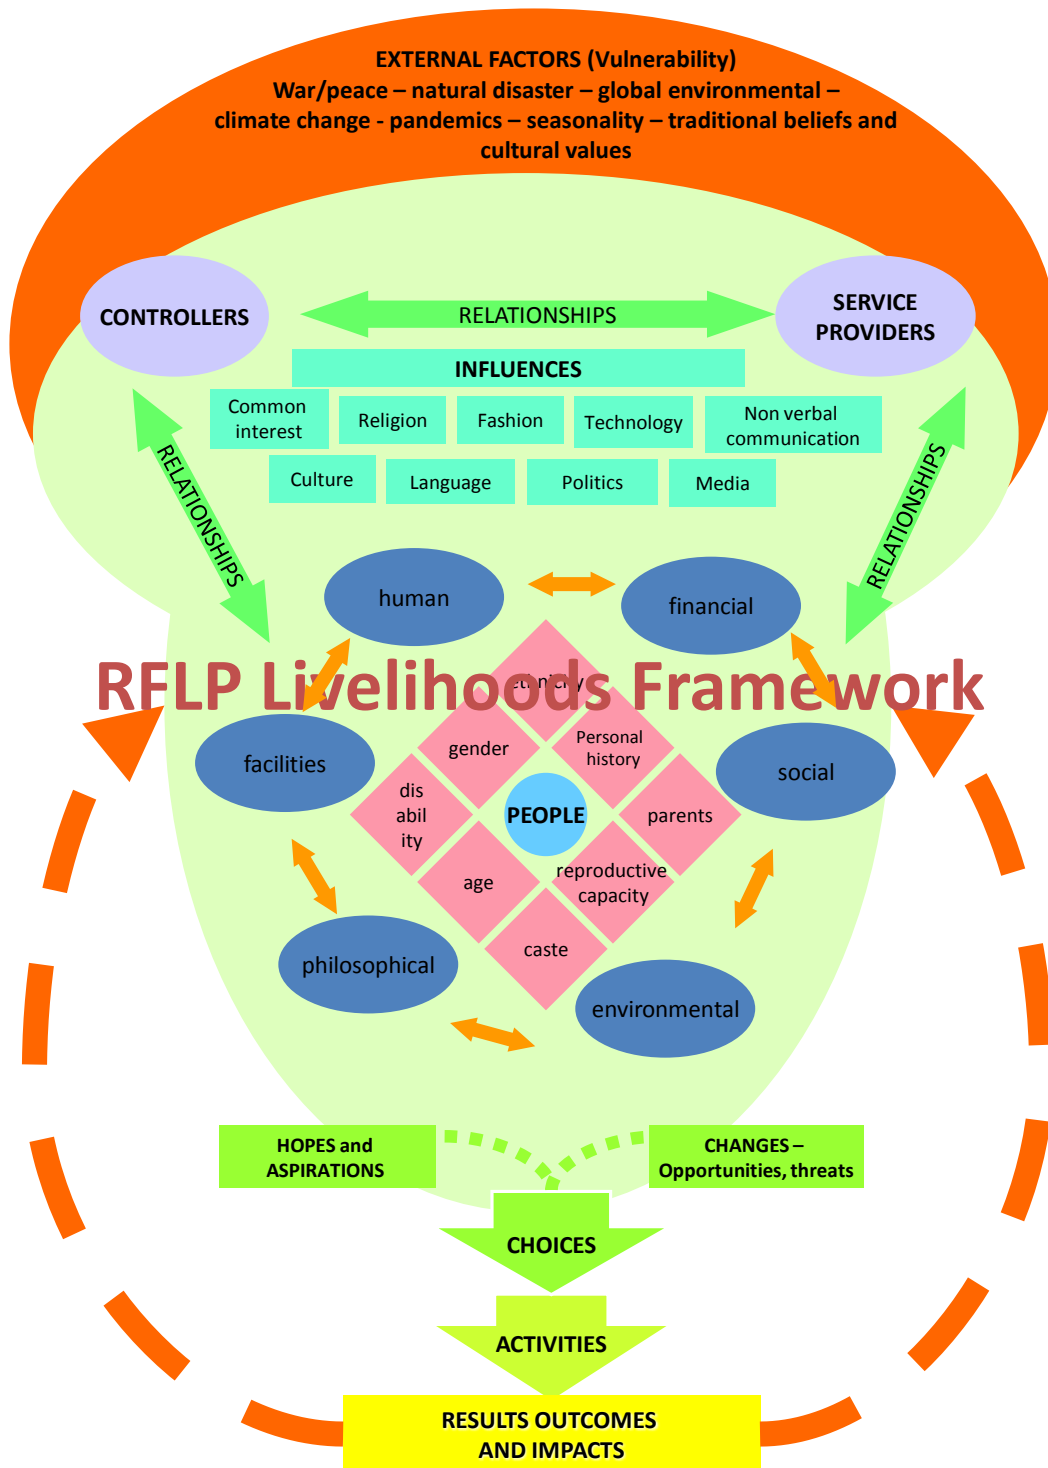 EXTERNAL FACTORS (Vulnerability)
War/peace – natural disaster – global environmental –
climate change - pandemics – seasonality – traditional beliefs and
cultural values
CONTROLLERS
RELATIONSHIPS
SERVICE
PROVIDERS
INFLUENCES
Common
interest
Religion
Fashion
Technology
Non verbal
communication
Culture
Language
Politics
Media
RELATIONSHIPS
RELATIONSHIPS
human
financial
RFLP Livelihoods Framework
ethnicity
gender
Personal
history
facilities
social
dis
abil
ity
PEOPLE
parents
age
reproductive
capacity
philosophical
caste
environmental
HOPES and
ASPIRATIONS
CHANGES –
Opportunities, threats
CHOICES
ACTIVITIES
RESULTS OUTCOMES
AND IMPACTS